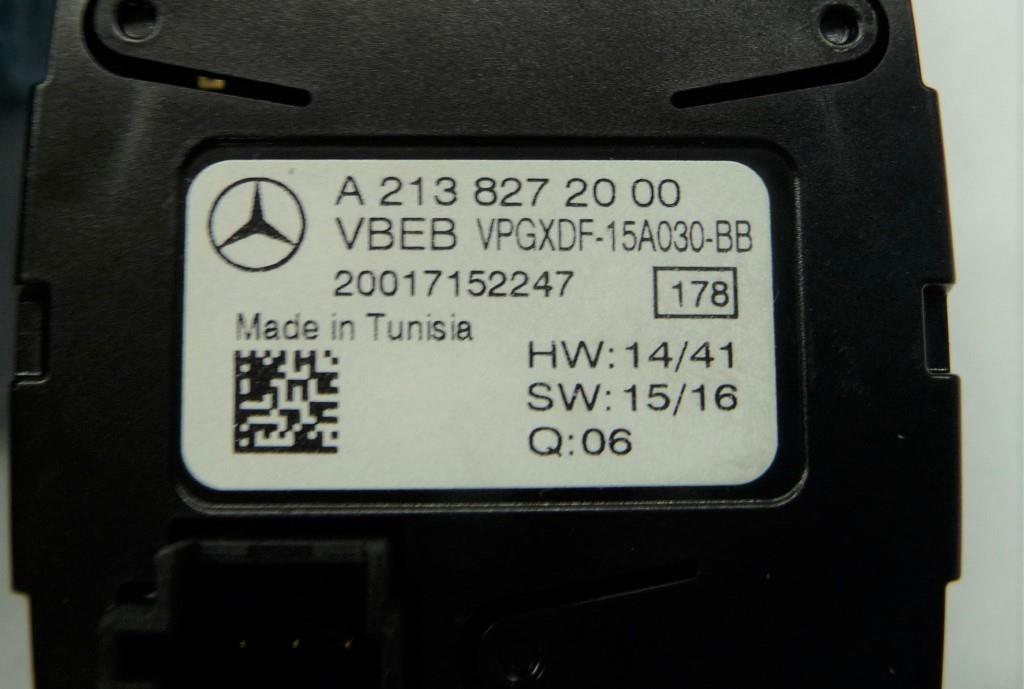 A 213 827 20 00
VBEB VPGXDF-15A030-BB
20017152247
178
Made in Tunisia
HW:14/41
SW:15/16
Q:06